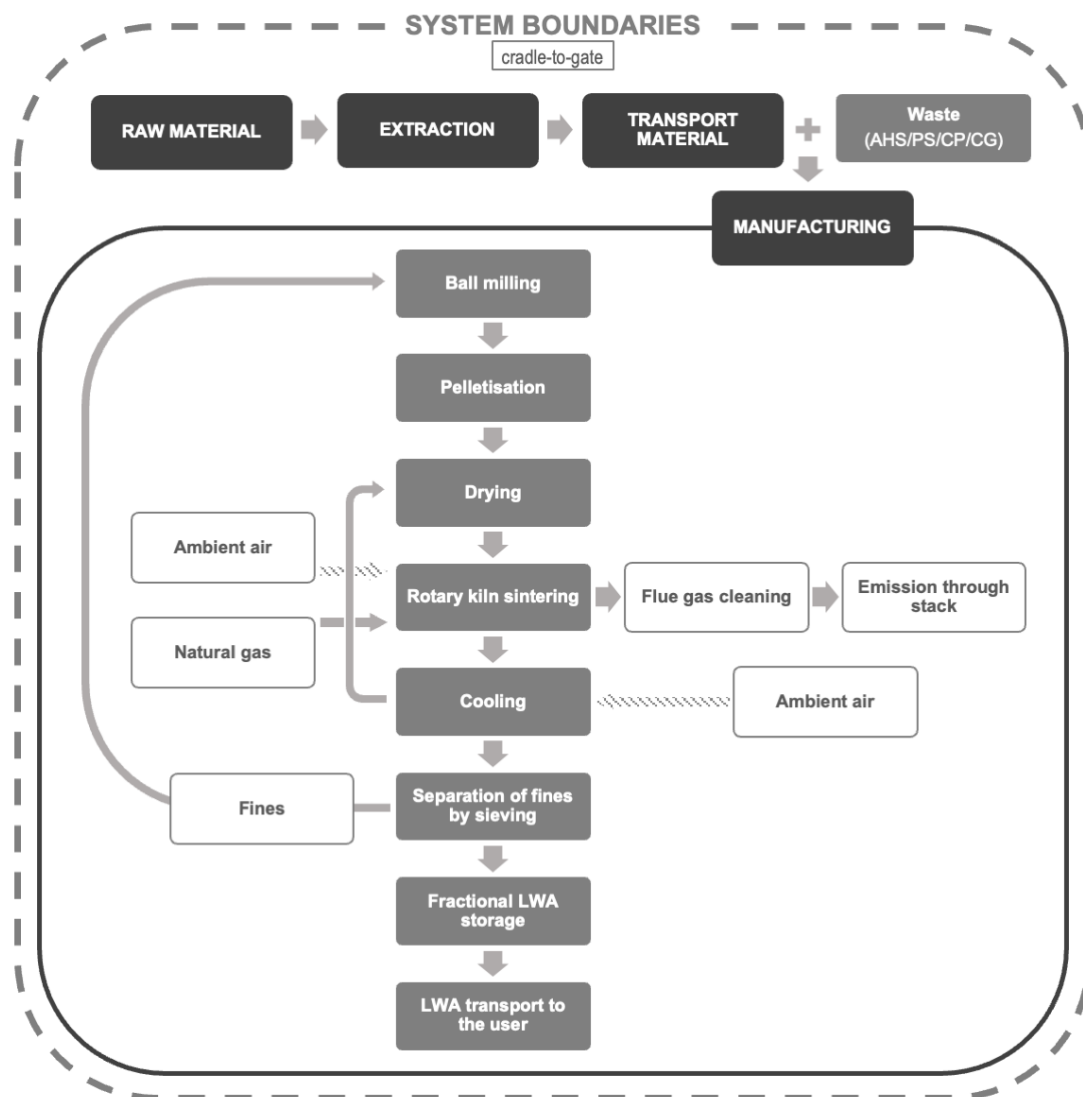 SYSTEM BOUNDARIES
cradle-to-gate
RAW MATERIAL
EXTRACTION
TRANSPORT
MATERIAL
Waste
(AHS/PS/CP/CG)
MANUFACTURING
Ball milling
Pelletisation
Drying
Ambient air
Rotary kiln sintering
Flue gas cleaning
Emission through
stack
Natural gas
Cooling
Ambient air
Fines
Separation of fines
by sieving
Fractional LWA
storage
LWA transport to
the user